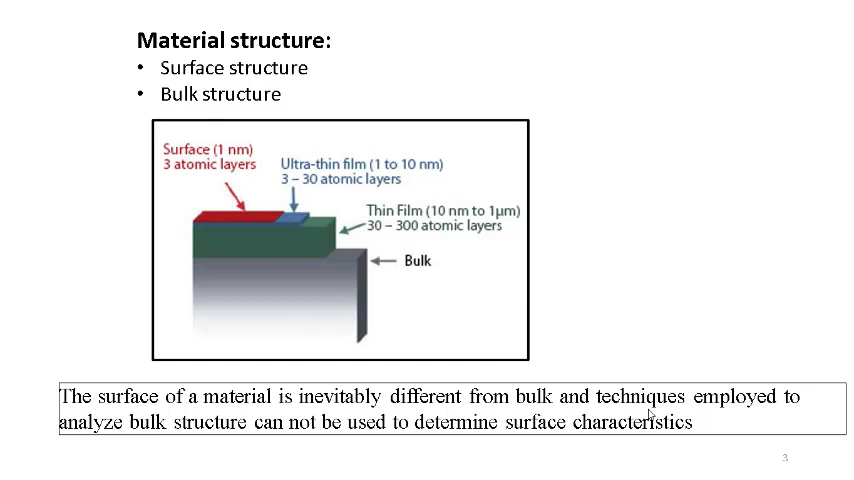 Material structure:
• Surface structure
• Bulk structure
Surface (1 nm)
3 atomic layers
Ultra-thin film (1 to 10 nm)
3 – 30 atomic layers
Thin Film (10 nm to 1µm)
30 – 300 atomic layers
Bulk
The surface of a material is inevitably different from bulk and techniques employed to
analyze bulk structure can not be used to determine surface characteristics
3